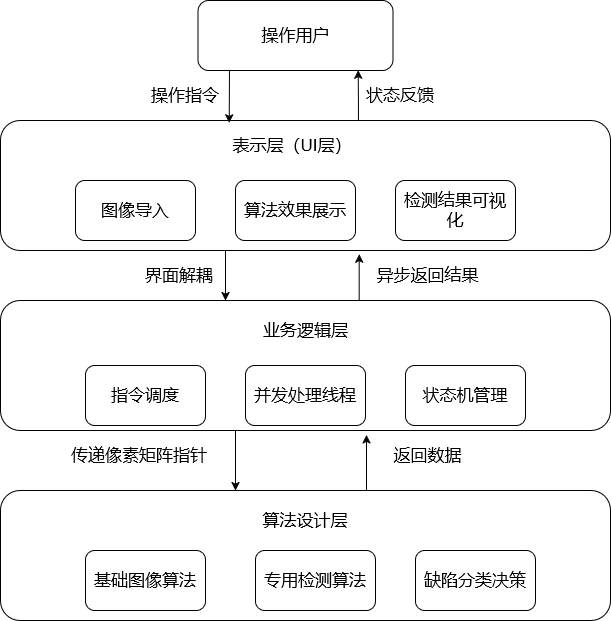 操作用户
操作指令
状态反馈
表示层（UI层）
图像导入
算法效果展示
检测结果可视
化
界面解耦
异步返回结果
业务逻辑层
指令调度
并发处理线程
状态机管理
传递像素矩阵指针
返回数据
算法设计层
基础图像算法
专用检测算法
缺陷分类决策